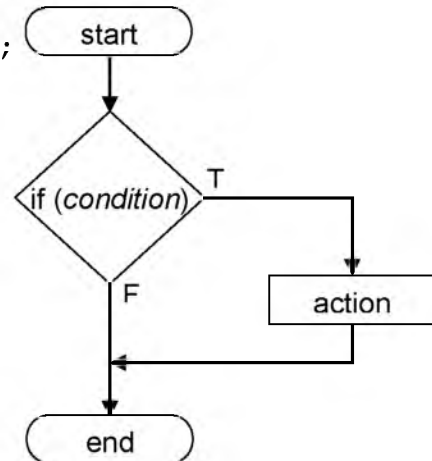 start
;
if (condition)
T
F
action
end